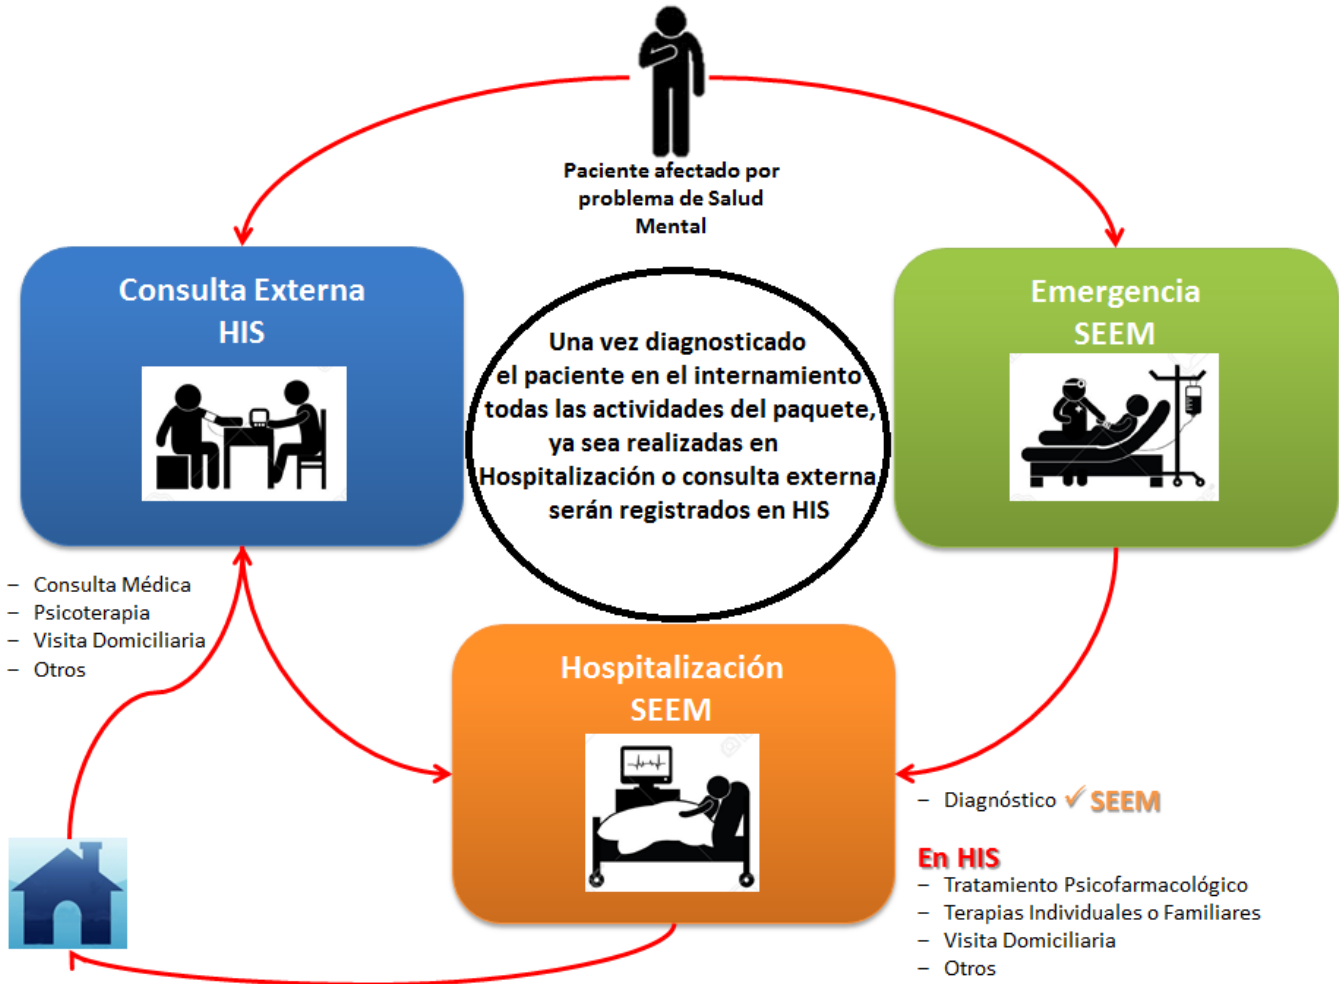 Paciente afectado por
problema de Salud
Mental
Consulta Externa
HIS
Emergencia
SEEM
Una vez diagnosticado
el paciente en el internamiento
todas las actividades del paquete,
ya sea realizadas en
Hospitalización o consulta externa
serán registrados en HIS
– Consulta Médica
– Psicoterapia
– Visita Domiciliaria
– Otros
Hospitalización
SEEM
– Diagnóstico ✓ SEEM
En HIS
– Tratamiento Psicofarmacológico
– Terapias Individuales o Familiares
– Visita Domiciliaria
– Otros